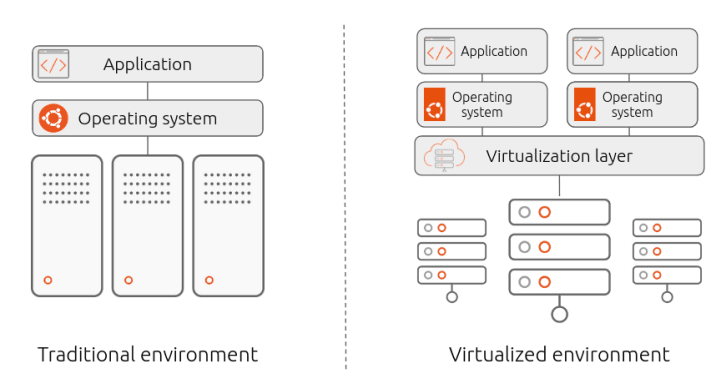 Application
Operating system
Traditional environment
</> Application
</> Application
Operating
system
Operating
system
Virtualization layer
Virtualized environment